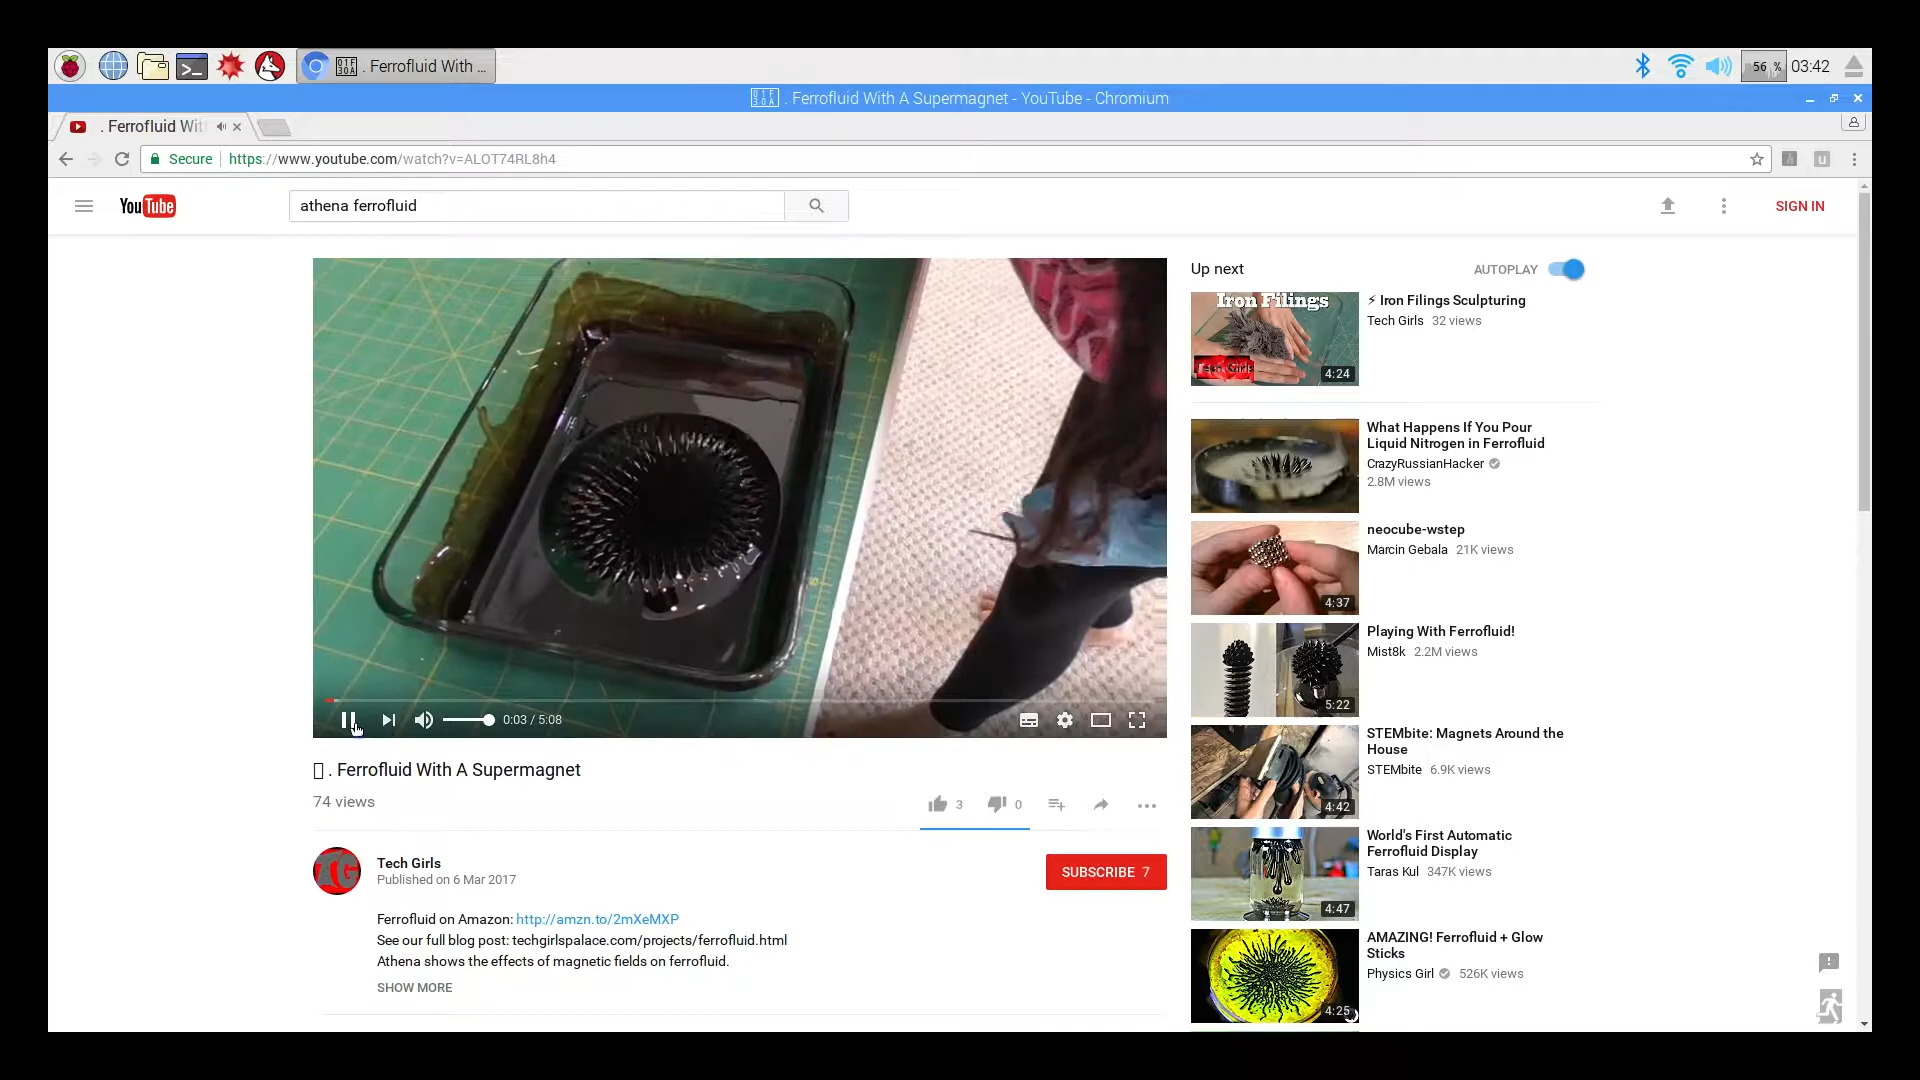 . Ferrofluid With ...
56 %
03:42
. Ferrofluid With A Supermagnet - YouTube - Chromium
. Ferrofluid Wit
Secure
https://www.youtube.com/watch?v=ALOT74RL8h4
YouTube
athena ferrofluid
SIGN IN
0:03 / 5:08
. Ferrofluid With A Supermagnet
74 views
3
0
TG
Tech Girls
Published on 6 Mar 2017
SUBSCRIBE 7
Ferrofluid on Amazon: http://amzn.to/2mXeMXP
See our full blog post: techgirlspalace.com/projects/ferrofluid.html
Athena shows the effects of magnetic fields on ferrofluid.
SHOW MORE
Up next
AUTOPLAY
Iron Filings
Tech Girls
4:24
⚡ Iron Filings Sculpturing
Tech Girls 32 views
What Happens If You Pour
Liquid Nitrogen in Ferrofluid
CrazyRussianHacker
2.8M views
4:37
neocube-wstep
Marcin Gebala 21K views
5:22
Playing With Ferrofluid!
Mist8k 2.2M views
4:42
STEMbite: Magnets Around the
House
STEMbite 6.9K views
4:47
World's First Automatic
Ferrofluid Display
Taras Kul 347K views
4:25
AMAZING! Ferrofluid + Glow
Sticks
Physics Girl 526K views